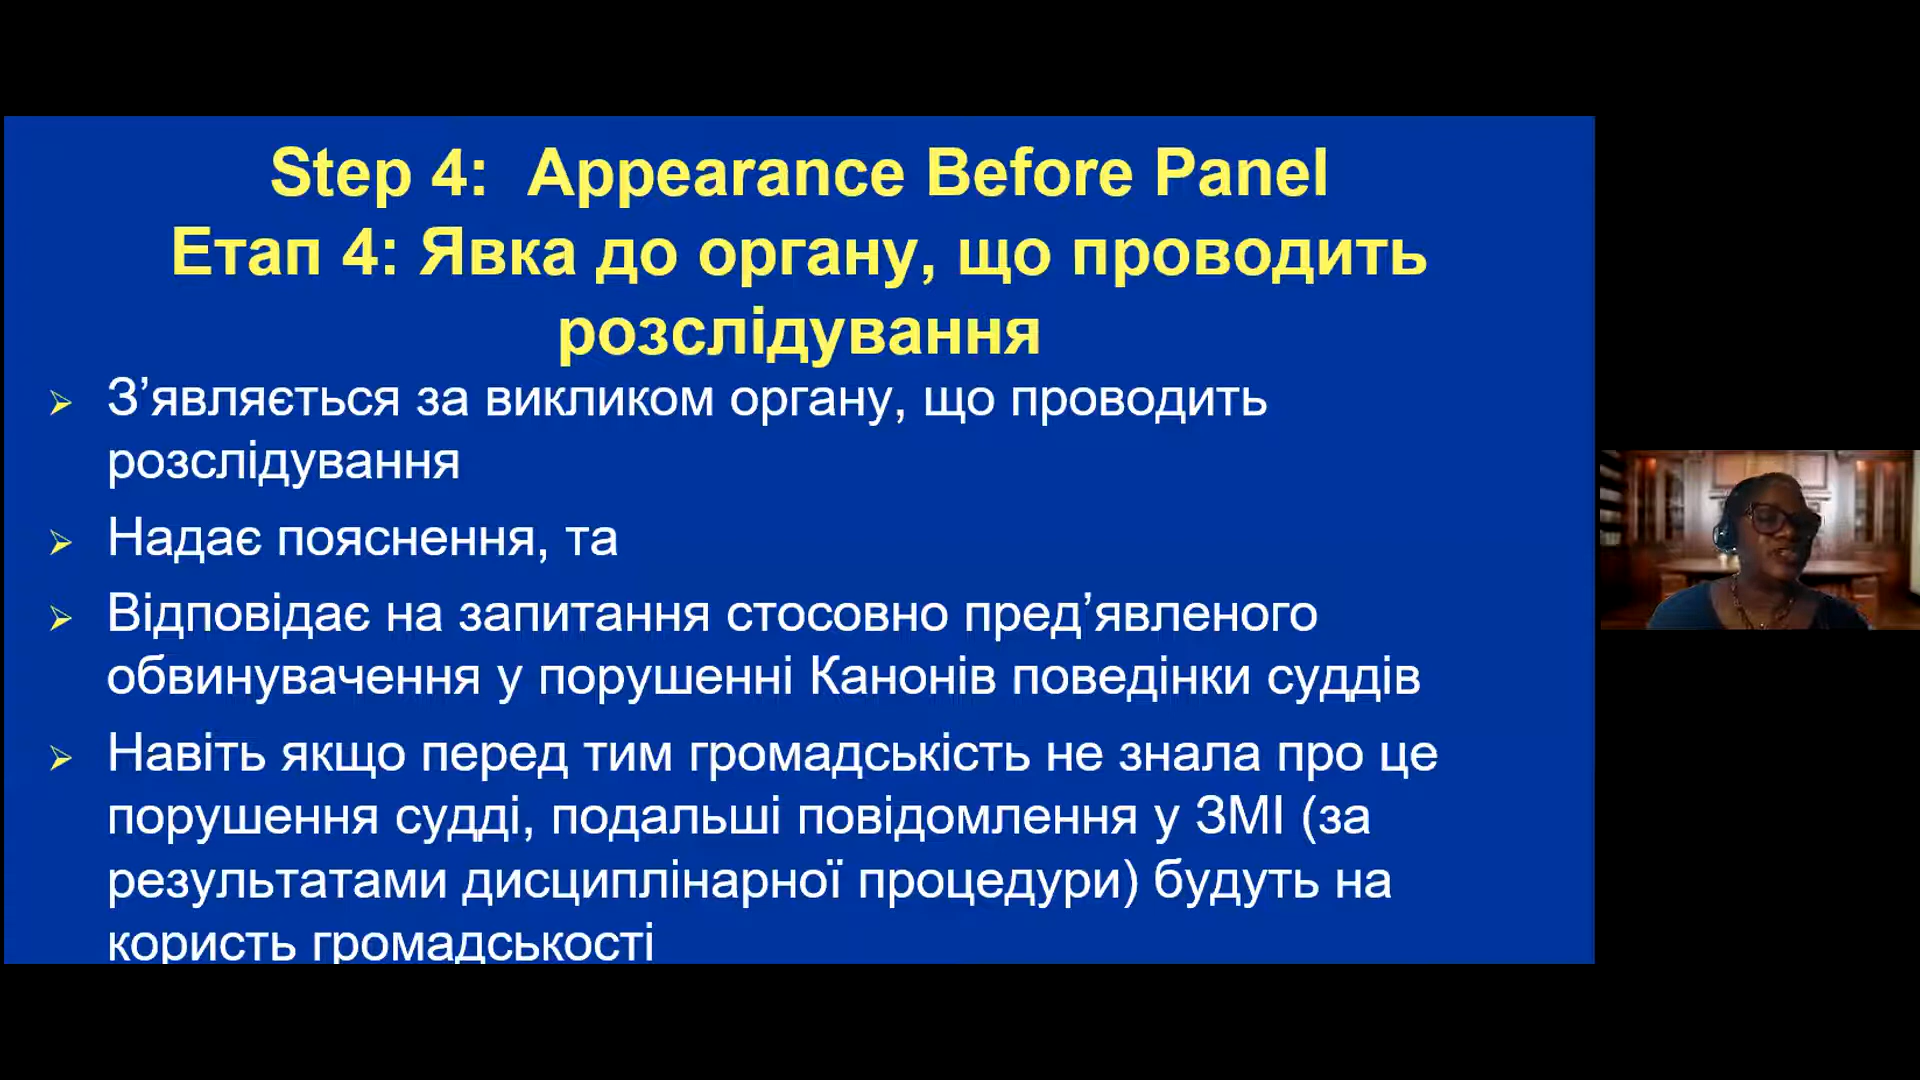 Step 4:  Appearance Before Panel
Етап 4: Явка до органу, що проводить
розслідування
З’являється за викликом органу, що проводить
розслідування
Надає пояснення, та
Відповідає на запитання стосовно пред’явленого
обвинувачення у порушенні Канонів поведінки суддів
Навіть якщо перед тим громадськість не знала про це
порушення судді, подальші повідомлення у ЗМІ (за
результатами дисциплінарної процедури) будуть на
користь громадськості